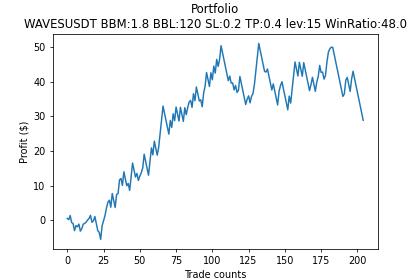 Portfolio
WAVESUSDT BBM:1.8 BBL:120 SL:0.2 TP:0.4 lev:15 WinRatio:48.0
Profit ($)
50
40
30
20
10
0
0 25 50 75 100 125 150 175 200
Trade counts